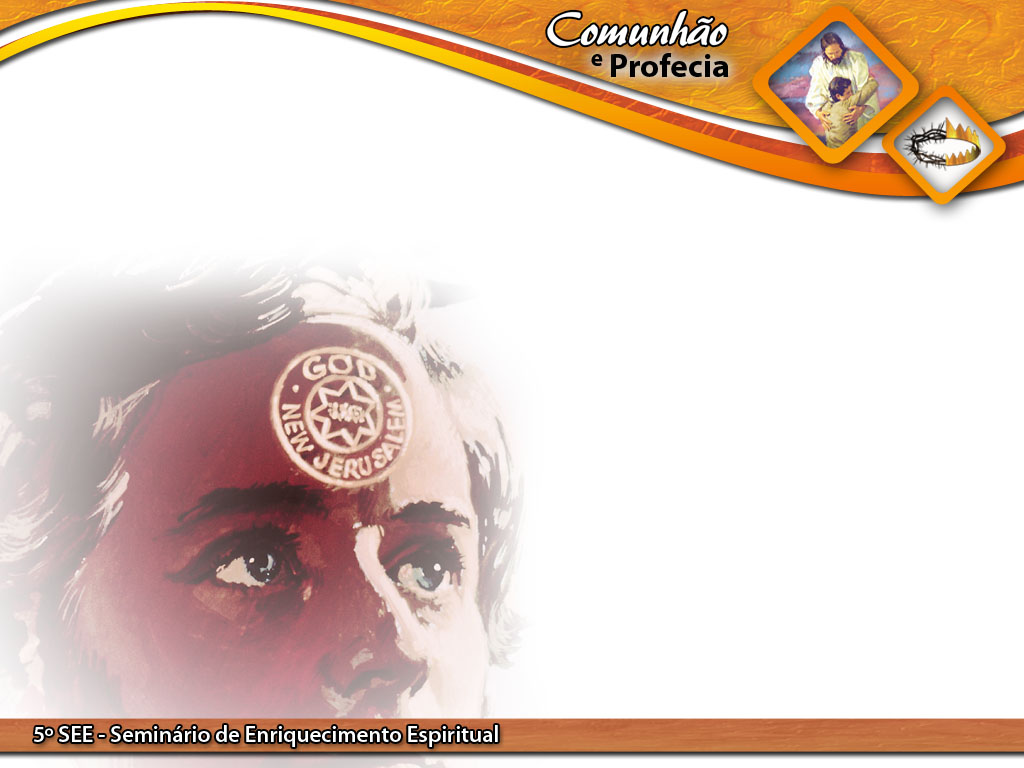 Comunhão
e Profecia
GOD
NEW JERUSALEM
5º SEE - Seminário de Enriquecimento Espiritual